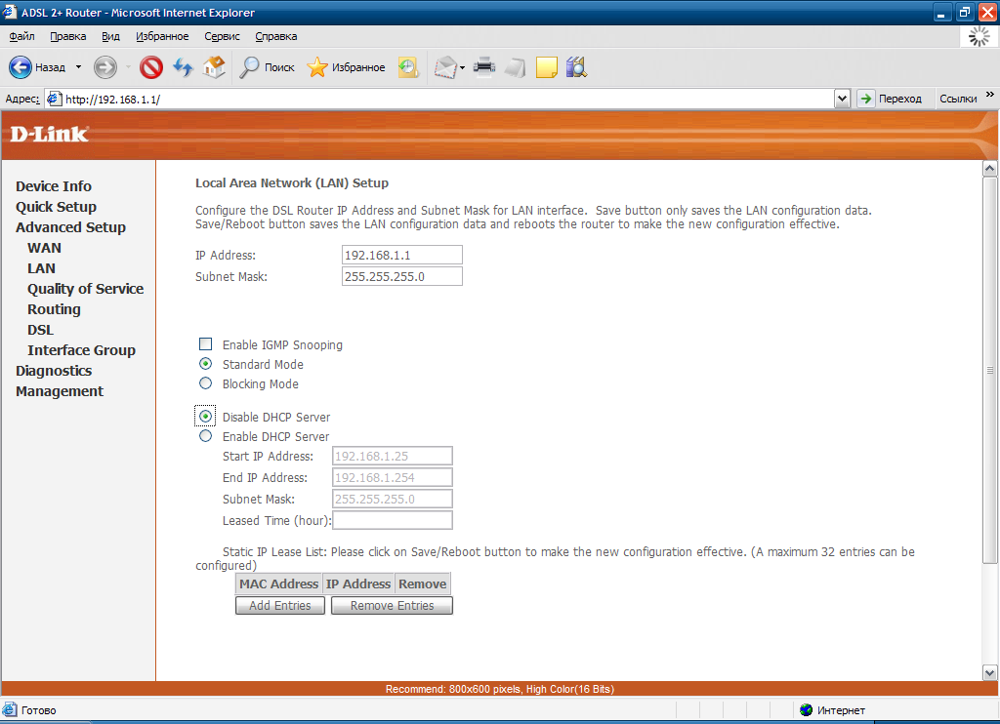 ADSL 2+ Router - Microsoft Internet Explorer
Файл Правка Вид Избранное Сервис Справка
Назад Поиск Избранное
Адрес: http://192.168.1.1/ Переход Ссылки »
D-Link
Device Info
Quick Setup
Advanced Setup
WAN
LAN
Quality of Service
Routing
DSL
Interface Group
Diagnostics
Management
Local Area Network (LAN) Setup
Configure the DSL Router IP Address and Subnet Mask for LAN interface. Save button only saves the LAN configuration data.
Save/Reboot button saves the LAN configuration data and reboots the router to make the new configuration effective.
IP Address: 192.168.1.1
Subnet Mask: 255.255.255.0
Enable IGMP Snooping
Standard Mode
Blocking Mode
Disable DHCP Server
Enable DHCP Server
Start IP Address: 192.168.1.25
End IP Address: 192.168.1.254
Subnet Mask: 255.255.255.0
Leased Time (hour):
Static IP Lease List: Please click on Save/Reboot button to make the new configuration effective. (A maximum 32 entries can be
configured)
MAC Address IP Address Remove
Add Entries Remove Entries
Recommend: 800x600 pixels, High Color(16 Bits)
Готово Интернет